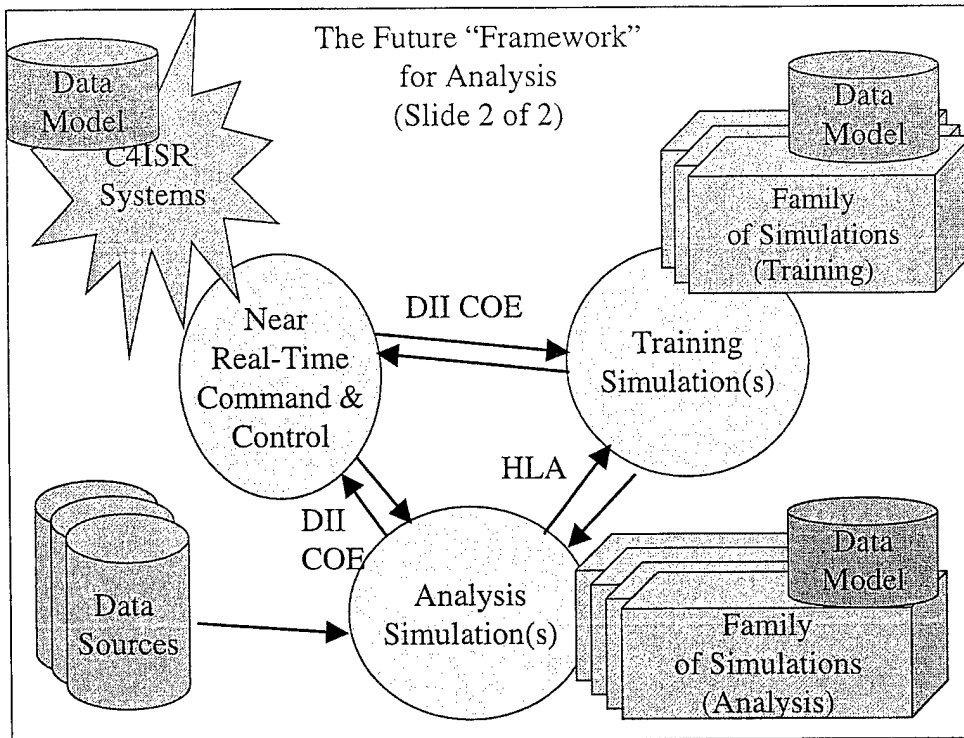 The Future “Framework”
for Analysis
(Slide 2 of 2)
Data
Model
C4ISR
Systems
Data
Model
Family
of Simulations
(Training)
Near
Real-Time
Command &
Control
DII COE
Training
Simulation(s)
HLA
DII
COE
Data
Sources
Analysis
Simulation(s)
Data
Model
Family
of Simulations
(Analysis)